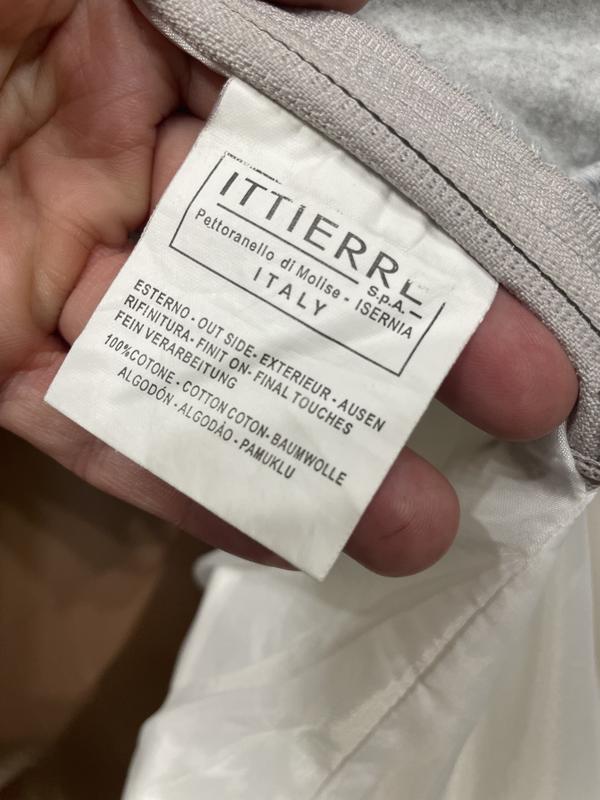 ITTIERRE
S.P.A.
Pettoranello di Molise - ISERNIA
ITALY
ESTERNO - OUT SIDE - EXTERIEUR - AUSEN
RIFINITURA - FINIT ON - FINAL TOUCHES
FEIN VERARBEITUNG
100%COTONE - COTTON COTON - BAUMWOLLE
ALGODÓN - ALGODÃO - PAMUKLU